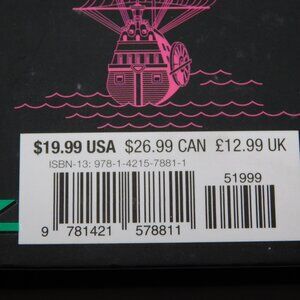 $19.99 USA $26.99 CAN £12.99 UK
ISBN-13: 978-1-4215-7881-1
51999
9 781421 578811